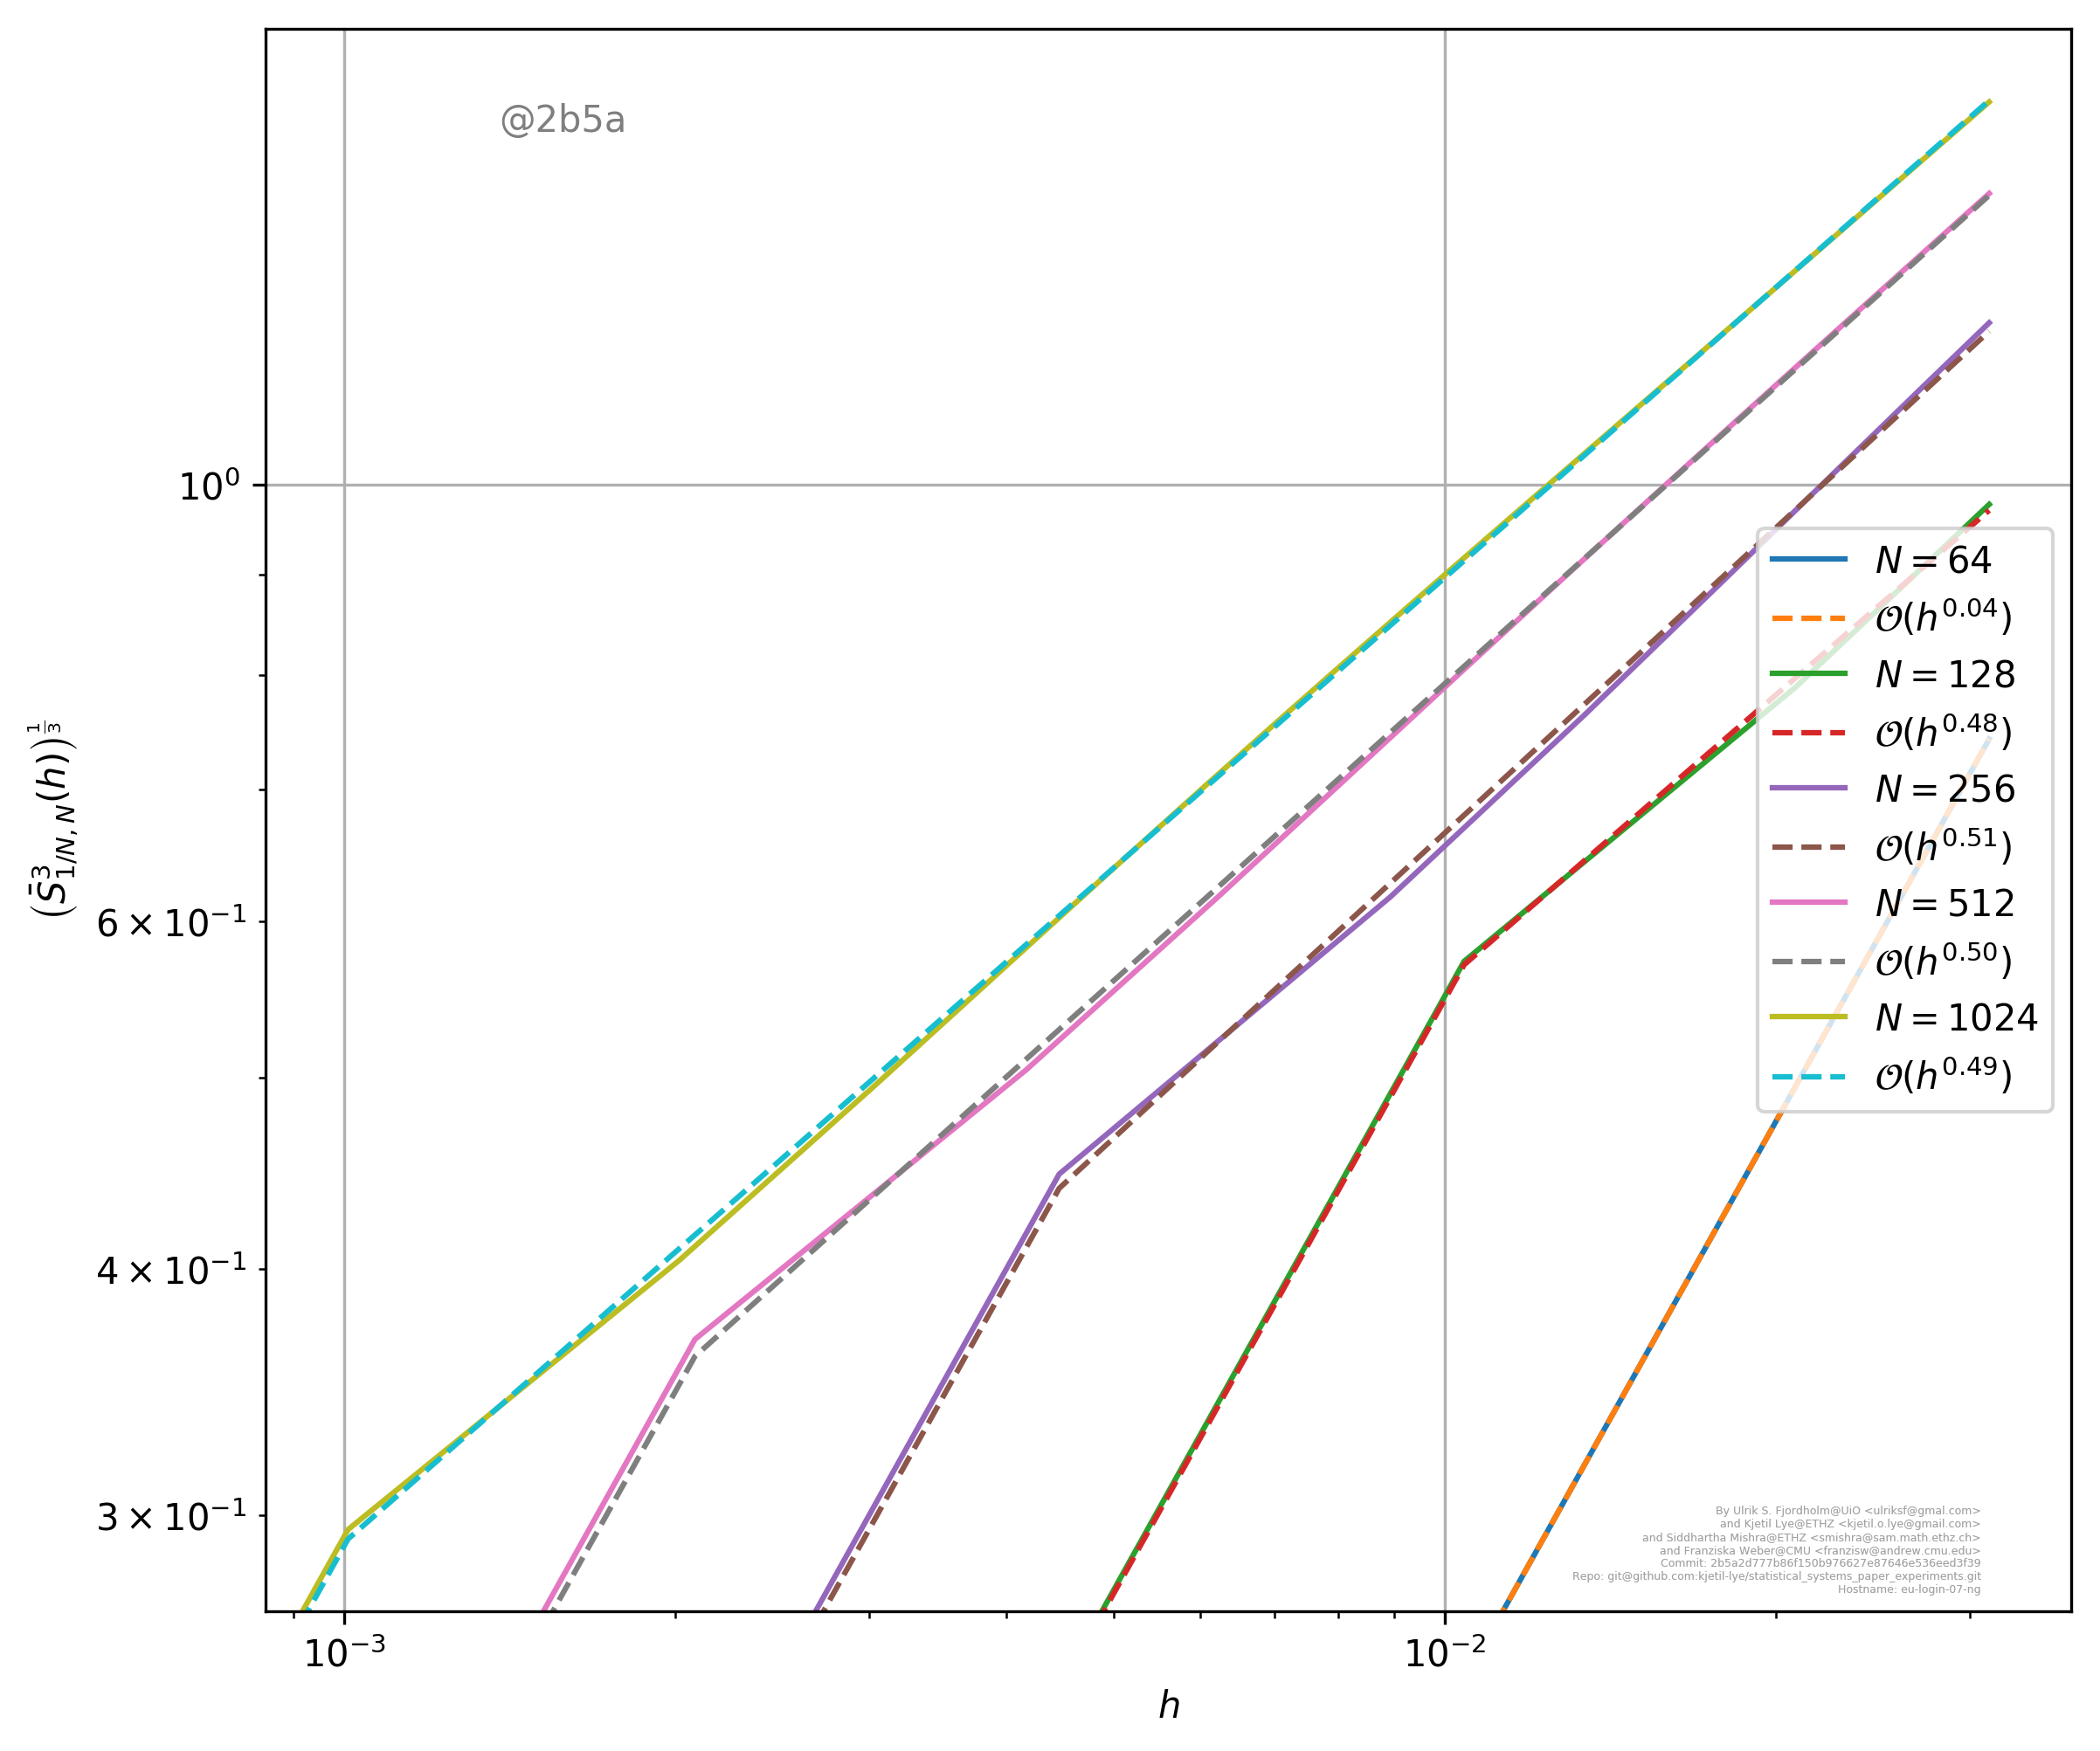 @2b5a
10⁰
6 × 10⁻¹
4 × 10⁻¹
3 × 10⁻¹
(S̄³_{1/N, N}(h))^{1/3}
N = 64
𝒪(h^{0.04})
N = 128
𝒪(h^{0.48})
N = 256
𝒪(h^{0.51})
N = 512
𝒪(h^{0.50})
N = 1024
𝒪(h^{0.49})
By Ulrik S. Fjordholm@UiO <ulriksf@gmal.com>
and Kjetil Lye@ETHZ <kjetil.o.lye@gmail.com>
and Siddhartha Mishra@ETHZ <smishra@sam.math.ethz.ch>
and Franziska Weber@CMU <franzisw@andrew.cmu.edu>
Commit: 2b5a2d777b86f150b976627e87646e536eed3f39
Repo: git@github.com:kjetil-lye/statistical_systems_paper_experiments.git
Hostname: eu-login-07-ng
10⁻³
10⁻²
h